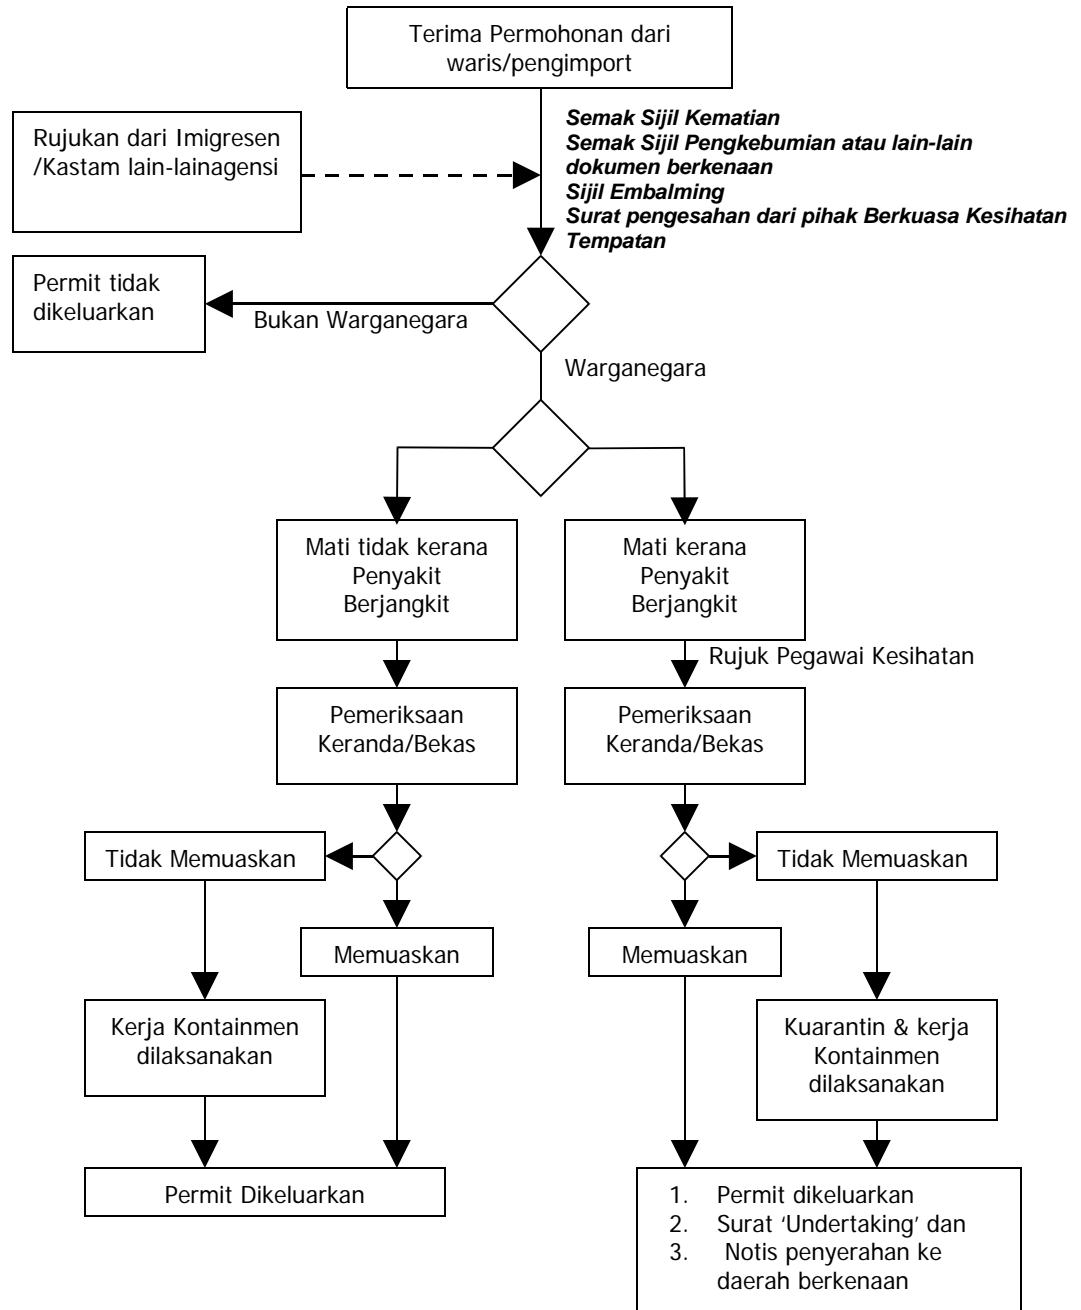 Terima Permohonan dari
waris/pengimport
Rujukan dari Imigresen
/Kastam lain-lainagensi
Semak Sijil Kematian
Semak Sijil Pengkebumian atau lain-lain
dokumen berkenaan
Sijil Embalming
Surat pengesahan dari pihak Berkuasa Kesihatan
Tempatan
Permit tidak
dikeluarkan
Bukan Warganegara
Warganegara
Mati tidak kerana
Penyakit
Berjangkit
Mati kerana
Penyakit
Berjangkit
Rujuk Pegawai Kesihatan
Pemeriksaan
Keranda/Bekas
Pemeriksaan
Keranda/Bekas
Tidak Memuaskan
Tidak Memuaskan
Memuaskan
Memuaskan
Kerja Kontainmen
dilaksanakan
Kuarantin & kerja
Kontainmen
dilaksanakan
Permit Dikeluarkan
1. Permit dikeluarkan
2. Surat ‘Undertaking’ dan
3. Notis penyerahan ke
daerah berkenaan